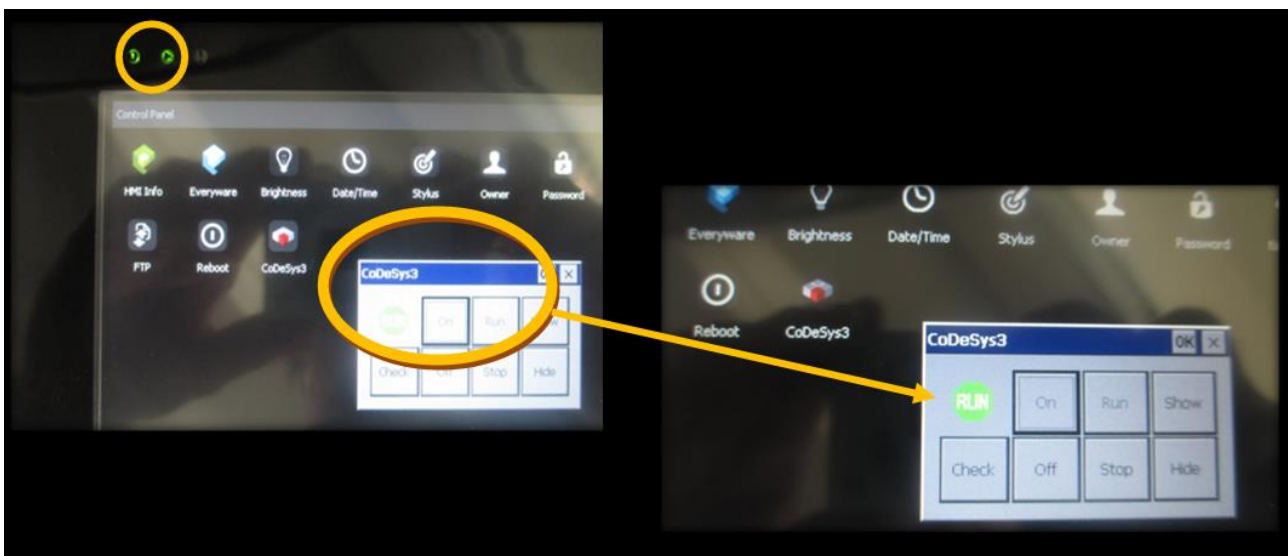 Control Panel
HMI Info Everyware Brightness Date/Time Stylus Owner Password
FTP Reboot CoDeSys3
CoDeSys3
On Run
Check Off Stop Hide
Everyware Brightness Date/Time Stylus Owner Password
Reboot CoDeSys3
CoDeSys3 OK ×
RUN On Run Show
Check Off Stop Hide